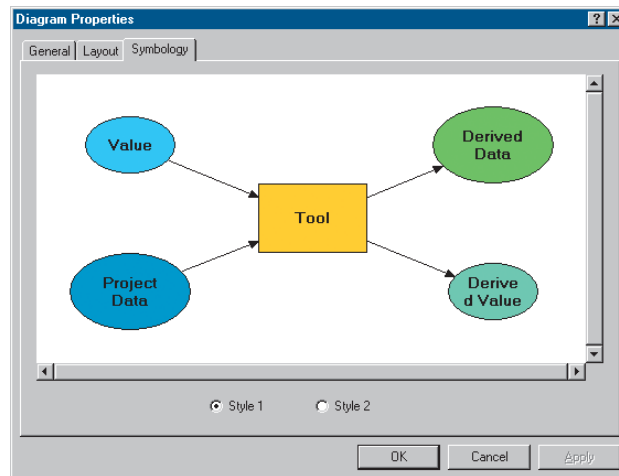 Diagram Properties
General Layout Symbology
Value
Derived
Data
Tool
Project
Data
Derive
d Value
Style 1 Style 2
OK Cancel Apply